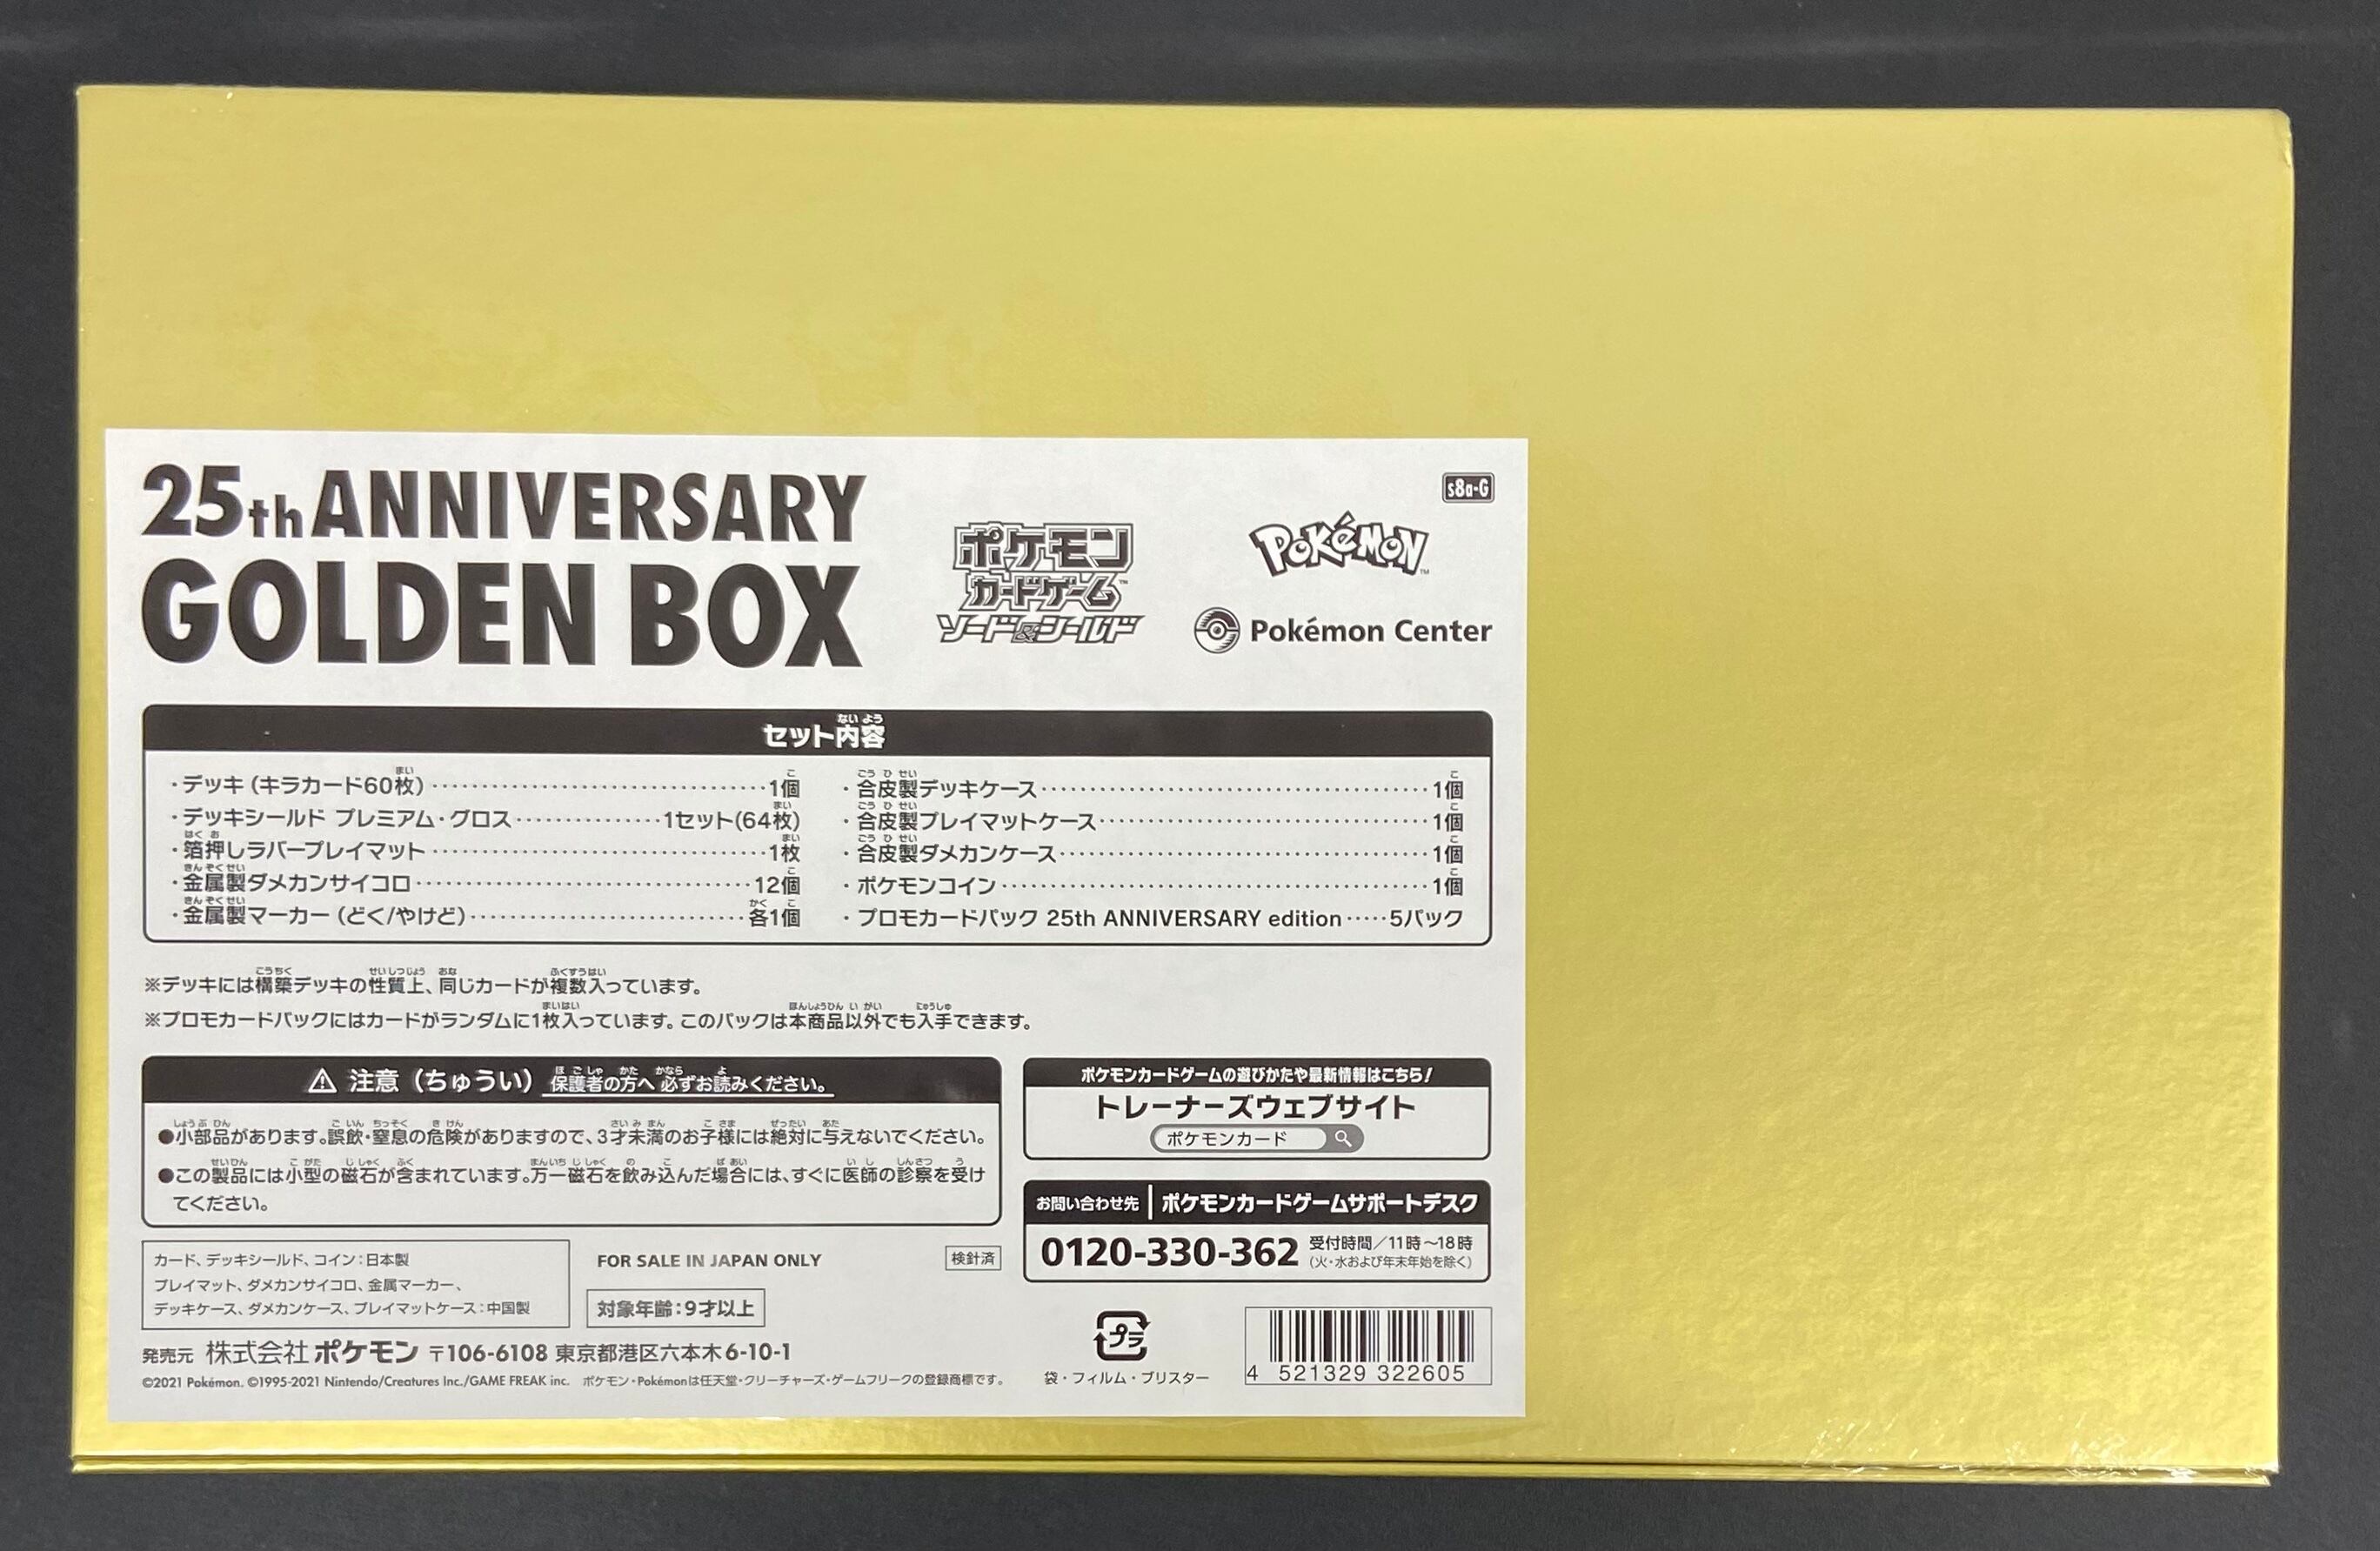 25th ANNIVERSARY
GOLDEN BOX
ポケモン
カードゲーム™
ソード&シールド
s8a-G
Pokémon™
Pokémon Center
セット内容
・デッキ(キラカード60枚)……1個
・デッキシールド プレミアム・グロス……1セット(64枚)
・箔押しラバープレイマット……1枚
・金属製ダメカンサイコロ……12個
・金属製マーカー(どく/やけど)……各1個
・合皮製デッキケース……1個
・合皮製プレイマットケース……1個
・合皮製ダメカンケース……1個
・ポケモンコイン……1個
・プロモカードパック 25th ANNIVERSARY edition……5パック
※デッキには構築デッキの性質上、同じカードが複数入っています。
※プロモカードパックにはカードがランダムに1枚入っています。このパックは本商品以外でも入手できます。
⚠ 注意(ちゅうい) 保護者の方へ 必ずお読みください。
●小部品があります。誤飲・窒息の危険がありますので、3才未満のお子様には絶対に与えないでください。
●この製品には小型の磁石が含まれています。万一磁石を飲み込んだ場合には、すぐに医師の診察を受け
てください。
ポケモンカードゲームの遊びかたや最新情報はこちら!
トレーナーズウェブサイト
ポケモンカード
お問い合わせ先 | ポケモンカードゲームサポートデスク
0120-330-362 受付時間/11時~18時
(火・水および年末年始を除く)
カード、デッキシールド、コイン:日本製
プレイマット、ダメカンサイコロ、金属マーカー、
デッキケース、ダメカンケース、プレイマットケース:中国製
FOR SALE IN JAPAN ONLY
検針済
対象年齢:9才以上
発売元 株式会社ポケモン 〒106-6108 東京都港区六本木6-10-1
©2021 Pokémon. ©1995-2021 Nintendo/Creatures Inc./GAME FREAK inc. ポケモン・Pokémonは任天堂・クリーチャーズ・ゲームフリークの登録商標です。
プラ
袋・フィルム・ブリスター
4 521329 322605